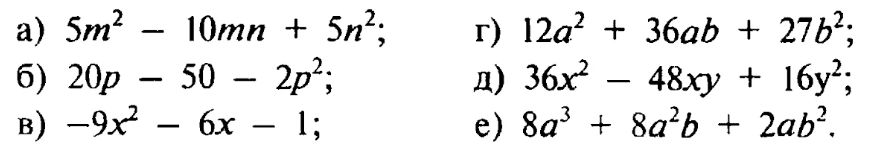 а) 5m² − 10mn + 5n²;
б) 20p − 50 − 2p²;
в) −9x² − 6x − 1;
г) 12a² + 36ab + 27b²;
д) 36x² − 48xy + 16y²;
е) 8a³ + 8a²b + 2ab².